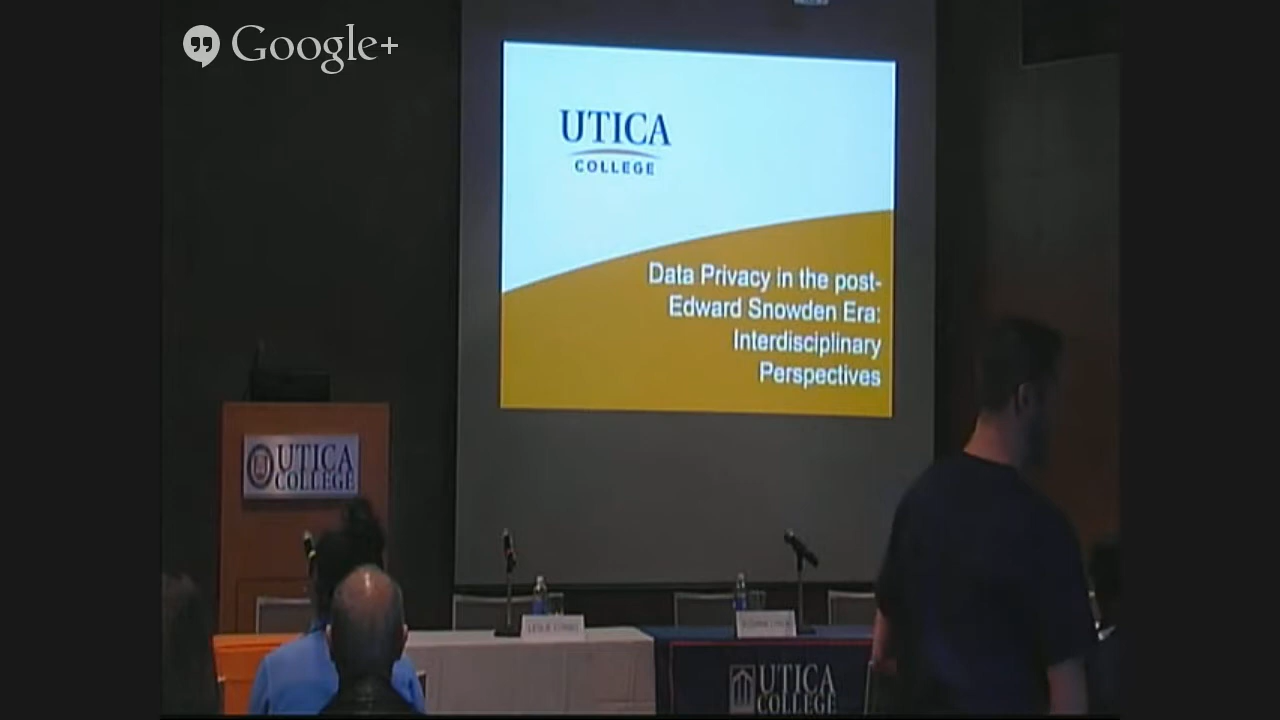 Google+
UTICA
COLLEGE
Data Privacy in the post-
Edward Snowden Era:
Interdisciplinary
Perspectives
UTICA
COLLEGE
UTICA
COLLEGE